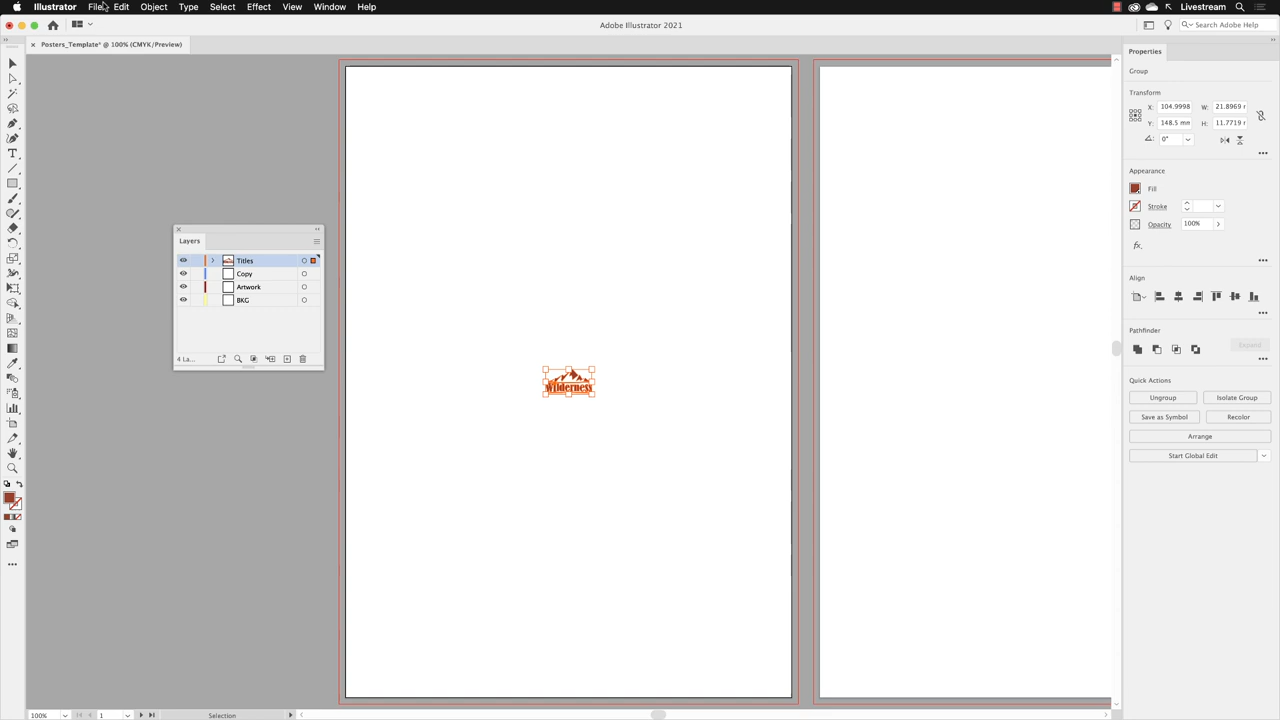 Illustrator File Edit Object Type Select Effect View Window Help Livestream
Adobe Illustrator 2021
Search Adobe Help
Posters_Template* @ 100% (CMYK/Preview)
Properties
Group
Transform
X: 104.9998 W: 21.8969 m
Y: 148.5 mm H: 11.7719 m
0°
Appearance
Fill
Stroke
Opacity 100%
fx.
Align
Pathfinder
Expand
Quick Actions
Ungroup Isolate Group
Save as Symbol Recolor
Arrange
Start Global Edit
Layers
Titles
Copy
Artwork
BKG
4 La...
Wilderness
100% 1 Selection